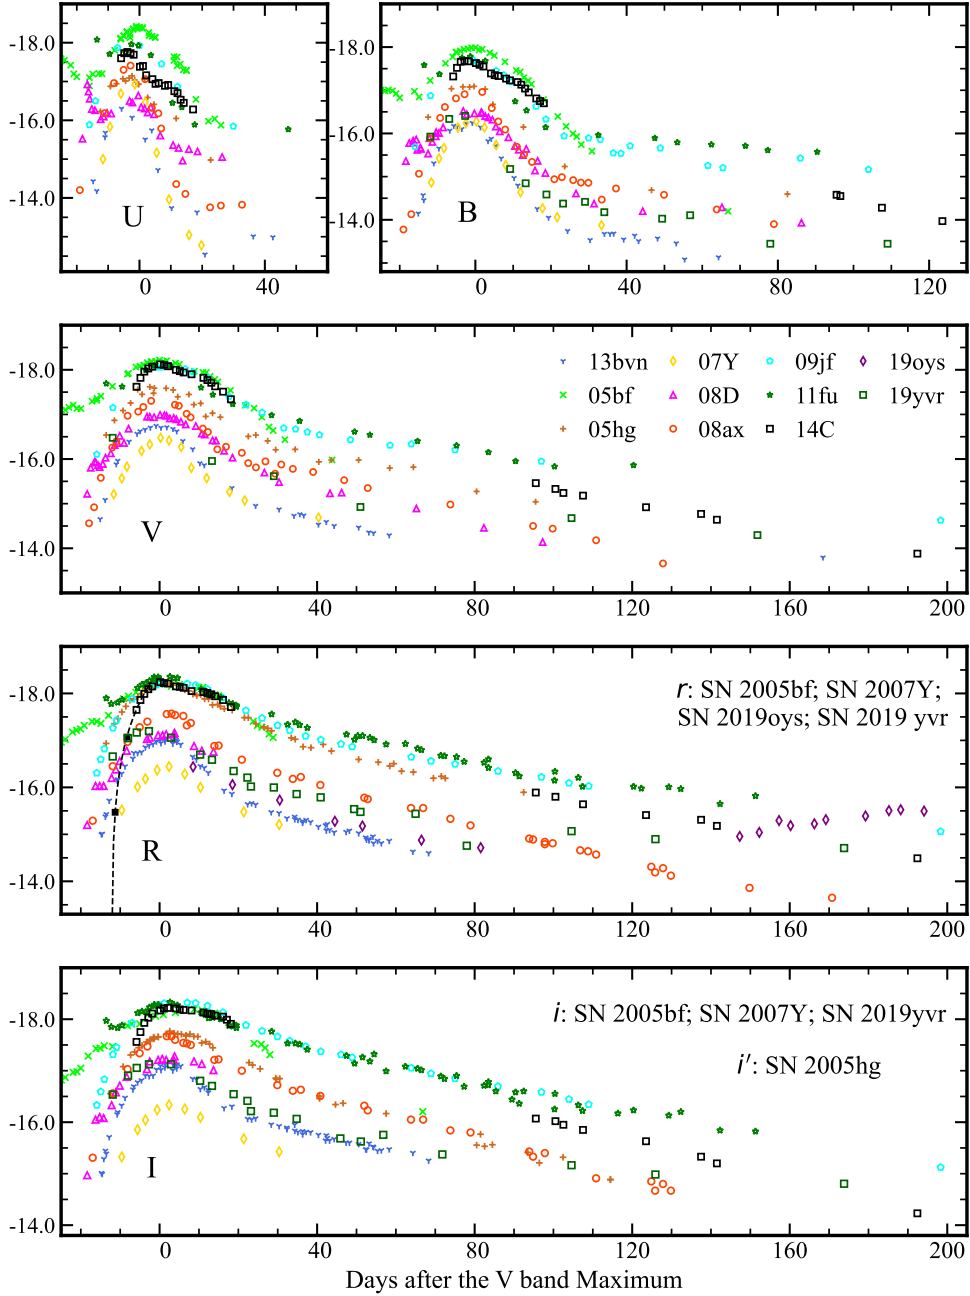 -18.0
-16.0
-14.0
U
0 40
-18.0
-16.0
-14.0
B
0 40 80 120
-18.0
-16.0
-14.0
V
13bvn 07Y 09jf 19oys
05bf 08D 11fu 19yvr
05hg 08ax 14C
0 40 80 120 160 200
-18.0
-16.0
-14.0
R
r: SN 2005bf; SN 2007Y;
SN 2019oys; SN 2019 yvr
0 40 80 120 160 200
-18.0
-16.0
-14.0
I
i: SN 2005bf; SN 2007Y; SN 2019yvr
i': SN 2005hg
0 40 80 120 160 200
Days after the V band Maximum